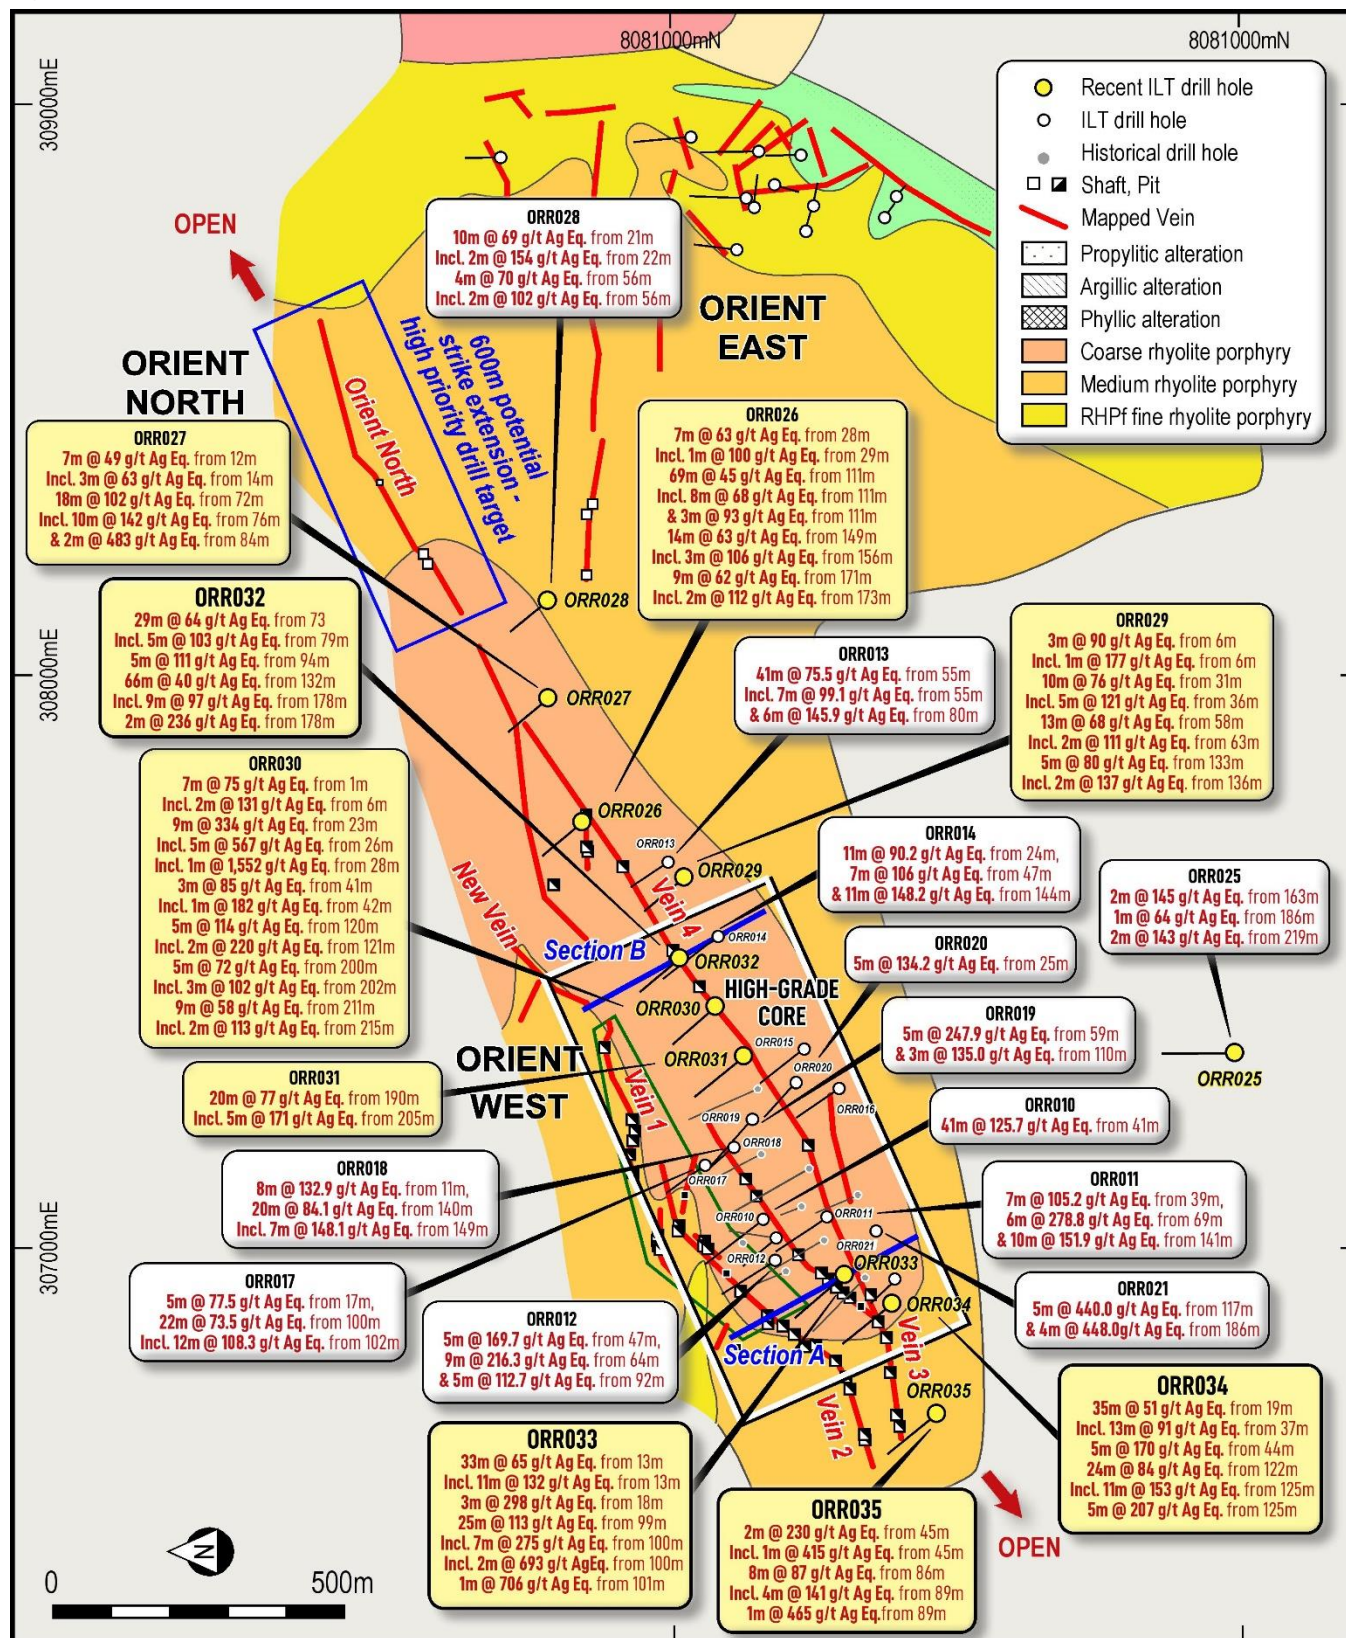 8081000mN
8081000mN
309000mE
308000mE
307000mE
Recent ILT drill hole
ILT drill hole
Historical drill hole
Shaft, Pit
Mapped Vein
Propylitic alteration
Argillic alteration
Phyllic alteration
Coarse rhyolite porphyry
Medium rhyolite porphyry
RHPf fine rhyolite porphyry
OPEN
ORR028
10m @ 69 g/t Ag Eq. from 21m
Incl. 2m @ 154 g/t Ag Eq. from 22m
4m @ 70 g/t Ag Eq. from 56m
Incl. 2m @ 102 g/t Ag Eq. from 56m
ORIENT
EAST
ORIENT
NORTH
Orient North
600m potential
strike extension -
high priority drill target
ORR027
7m @ 49 g/t Ag Eq. from 12m
Incl. 3m @ 63 g/t Ag Eq. from 14m
18m @ 102 g/t Ag Eq. from 72m
Incl. 10m @ 142 g/t Ag Eq. from 76m
& 2m @ 483 g/t Ag Eq. from 84m
ORR026
7m @ 63 g/t Ag Eq. from 28m
Incl. 1m @ 100 g/t Ag Eq. from 29m
69m @ 45 g/t Ag Eq. from 111m
Incl. 8m @ 68 g/t Ag Eq. from 111m
& 3m @ 93 g/t Ag Eq. from 111m
14m @ 63 g/t Ag Eq. from 149m
Incl. 3m @ 106 g/t Ag Eq. from 156m
9m @ 62 g/t Ag Eq. from 171m
Incl. 2m @ 112 g/t Ag Eq. from 173m
ORR032
29m @ 64 g/t Ag Eq. from 73
Incl. 5m @ 103 g/t Ag Eq. from 79m
5m @ 111 g/t Ag Eq. from 94m
66m @ 40 g/t Ag Eq. from 132m
Incl. 9m @ 97 g/t Ag Eq. from 178m
2m @ 236 g/t Ag Eq. from 178m
ORR028
ORR027
ORR013
41m @ 75.5 g/t Ag Eq. from 55m
Incl. 7m @ 99.1 g/t Ag Eq. from 55m
& 6m @ 145.9 g/t Ag Eq. from 80m
ORR029
3m @ 90 g/t Ag Eq. from 6m
Incl. 1m @ 177 g/t Ag Eq. from 6m
10m @ 76 g/t Ag Eq. from 31m
Incl. 5m @ 121 g/t Ag Eq. from 36m
13m @ 68 g/t Ag Eq. from 58m
Incl. 2m @ 111 g/t Ag Eq. from 63m
5m @ 80 g/t Ag Eq. from 133m
Incl. 2m @ 137 g/t Ag Eq. from 136m
ORR030
7m @ 75 g/t Ag Eq. from 1m
Incl. 2m @ 131 g/t Ag Eq. from 6m
9m @ 334 g/t Ag Eq. from 23m
Incl. 5m @ 567 g/t Ag Eq. from 26m
Incl. 1m @ 1,552 g/t Ag Eq. from 28m
3m @ 85 g/t Ag Eq. from 41m
Incl. 1m @ 182 g/t Ag Eq. from 42m
5m @ 114 g/t Ag Eq. from 120m
Incl. 2m @ 220 g/t Ag Eq. from 121m
5m @ 72 g/t Ag Eq. from 200m
Incl. 3m @ 102 g/t Ag Eq. from 202m
9m @ 58 g/t Ag Eq. from 211m
Incl. 2m @ 113 g/t Ag Eq. from 215m
ORR026
ORR013
ORR029
Vein 4
New Vein
ORR014
11m @ 90.2 g/t Ag Eq. from 24m,
7m @ 106 g/t Ag Eq. from 47m
& 11m @ 148.2 g/t Ag Eq. from 144m
ORR025
2m @ 145 g/t Ag Eq. from 163m
1m @ 64 g/t Ag Eq. from 186m
2m @ 143 g/t Ag Eq. from 219m
Section B
ORR014
ORR032
ORR020
5m @ 134.2 g/t Ag Eq. from 25m
HIGH-GRADE
CORE
ORR030
ORR019
5m @ 247.9 g/t Ag Eq. from 59m
& 3m @ 135.0 g/t Ag Eq. from 110m
ORIENT
WEST
ORR031
ORR015
ORR020
ORR016
ORR025
ORR031
20m @ 77 g/t Ag Eq. from 190m
Incl. 5m @ 171 g/t Ag Eq. from 205m
Vein 1
ORR019
ORR018
ORR017
ORR010
41m @ 125.7 g/t Ag Eq. from 41m
ORR018
8m @ 132.9 g/t Ag Eq. from 11m,
20m @ 84.1 g/t Ag Eq. from 140m
Incl. 7m @ 148.1 g/t Ag Eq. from 149m
ORR011
7m @ 105.2 g/t Ag Eq. from 39m,
6m @ 278.8 g/t Ag Eq. from 69m
& 10m @ 151.9 g/t Ag Eq. from 141m
ORR010
ORR011
ORR012
ORR021
ORR033
ORR034
ORR017
5m @ 77.5 g/t Ag Eq. from 17m,
22m @ 73.5 g/t Ag Eq. from 100m
Incl. 12m @ 108.3 g/t Ag Eq. from 102m
ORR012
5m @ 169.7 g/t Ag Eq. from 47m,
9m @ 216.3 g/t Ag Eq. from 64m
& 5m @ 112.7 g/t Ag Eq. from 92m
ORR021
5m @ 440.0 g/t Ag Eq. from 117m
& 4m @ 448.0g/t Ag Eq. from 186m
Section A
Vein 3
Vein 2
ORR035
ORR034
35m @ 51 g/t Ag Eq. from 19m
Incl. 13m @ 91 g/t Ag Eq. from 37m
5m @ 170 g/t Ag Eq. from 44m
24m @ 84 g/t Ag Eq. from 122m
Incl. 11m @ 153 g/t Ag Eq. from 125m
5m @ 207 g/t Ag Eq. from 125m
ORR033
33m @ 65 g/t Ag Eq. from 13m
Incl. 11m @ 132 g/t Ag Eq. from 13m
3m @ 298 g/t Ag Eq. from 18m
25m @ 113 g/t Ag Eq. from 99m
Incl. 7m @ 275 g/t Ag Eq. from 100m
Incl. 2m @ 693 g/t AgEq. from 100m
1m @ 706 g/t Ag Eq. from 101m
ORR035
2m @ 230 g/t Ag Eq. from 45m
Incl. 1m @ 415 g/t Ag Eq. from 45m
8m @ 87 g/t Ag Eq. from 86m
Incl. 4m @ 141 g/t Ag Eq. from 89m
1m @ 465 g/t Ag Eq.from 89m
OPEN
N
0
500m